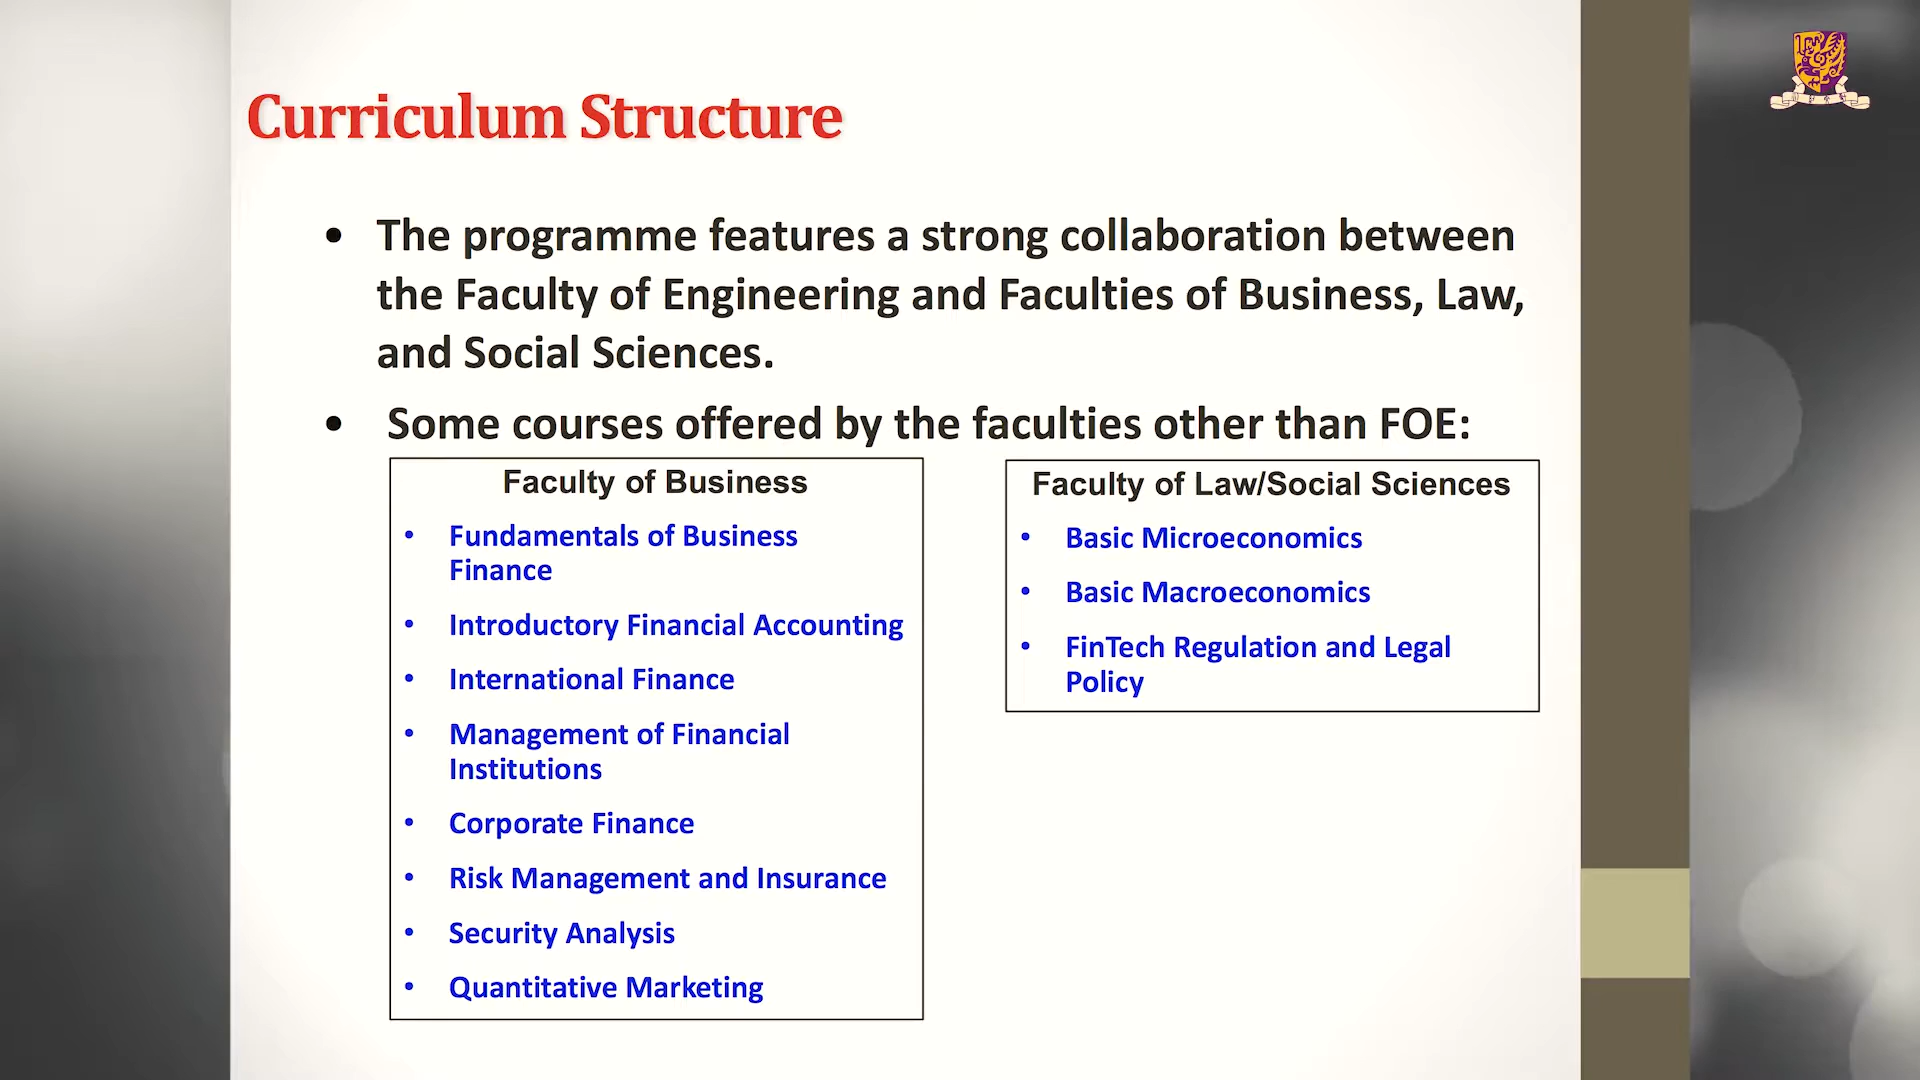 Curriculum Structure
• The programme features a strong collaboration between
the Faculty of Engineering and Faculties of Business, Law,
and Social Sciences.
• Some courses offered by the faculties other than FOE:
Faculty of Business
• Fundamentals of Business
Finance
• Introductory Financial Accounting
• International Finance
• Management of Financial
Institutions
• Corporate Finance
• Risk Management and Insurance
• Security Analysis
• Quantitative Marketing
Faculty of Law/Social Sciences
• Basic Microeconomics
• Basic Macroeconomics
• FinTech Regulation and Legal
Policy